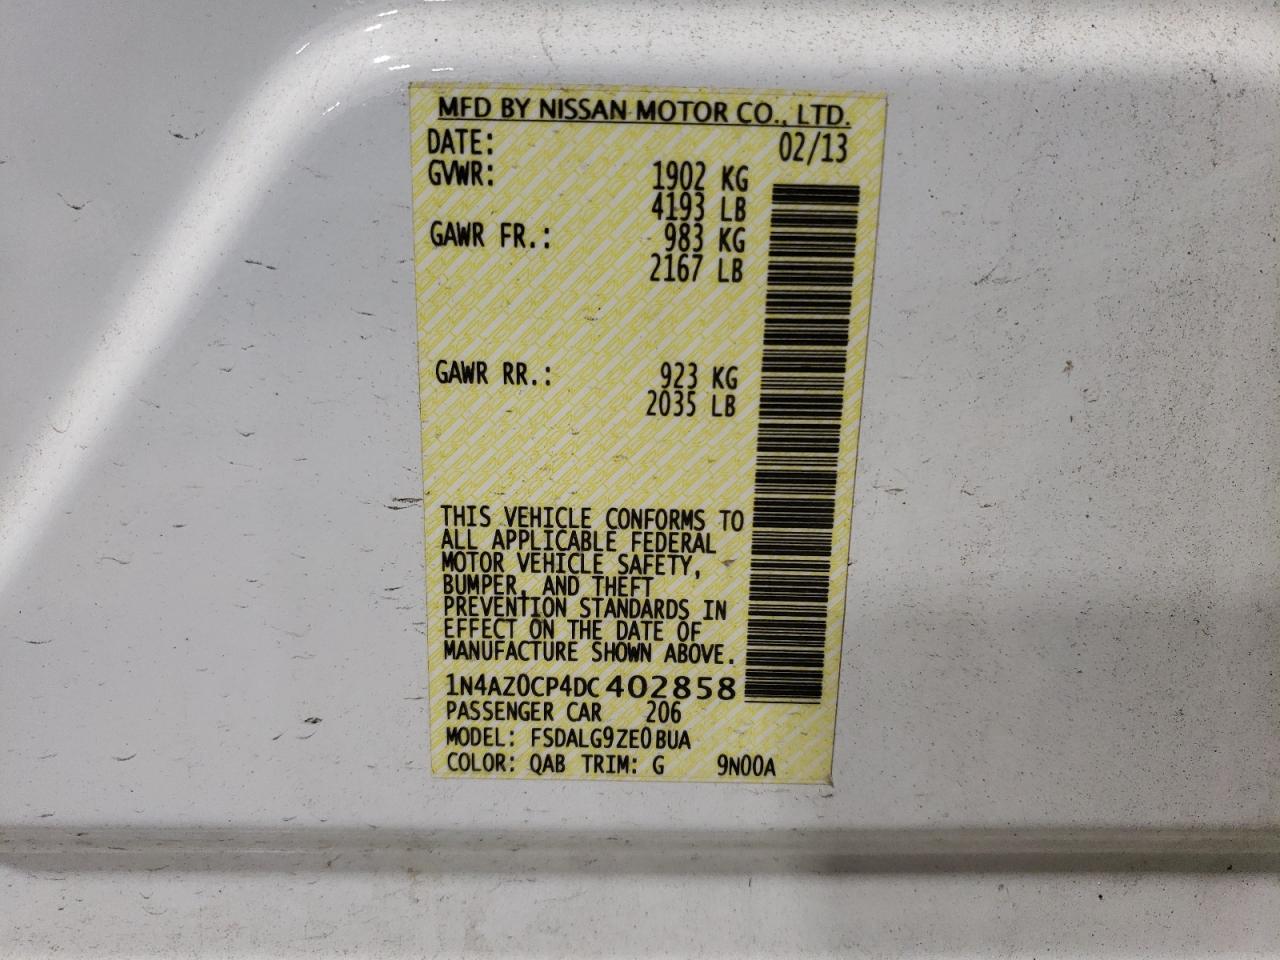 MFD BY NISSAN MOTOR CO., LTD.
DATE: 02/13
GVWR: 1902 KG
4193 LB
GAWR FR.: 983 KG
2167 LB
GAWR RR.: 923 KG
2035 LB
THIS VEHICLE CONFORMS TO
ALL APPLICABLE FEDERAL
MOTOR VEHICLE SAFETY,
BUMPER, AND THEFT
PREVENTION STANDARDS IN
EFFECT ON THE DATE OF
MANUFACTURE SHOWN ABOVE.
1N4AZ0CP4DC402858
PASSENGER CAR 206
MODEL: FSDALG9ZE0BUA
COLOR: QAB TRIM: G 9N00A